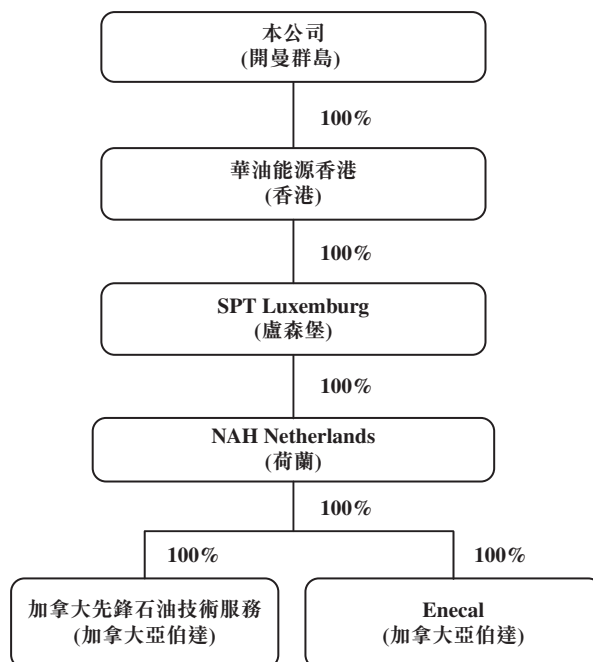 本公司
(開曼群島)
100%
華油能源香港
(香港)
100%
SPT Luxemburg
(盧森堡)
100%
NAH Netherlands
(荷蘭)
100%
100%
100%
加拿大先鋒石油技術服務
(加拿大亞伯達)
Enecal
(加拿大亞伯達)